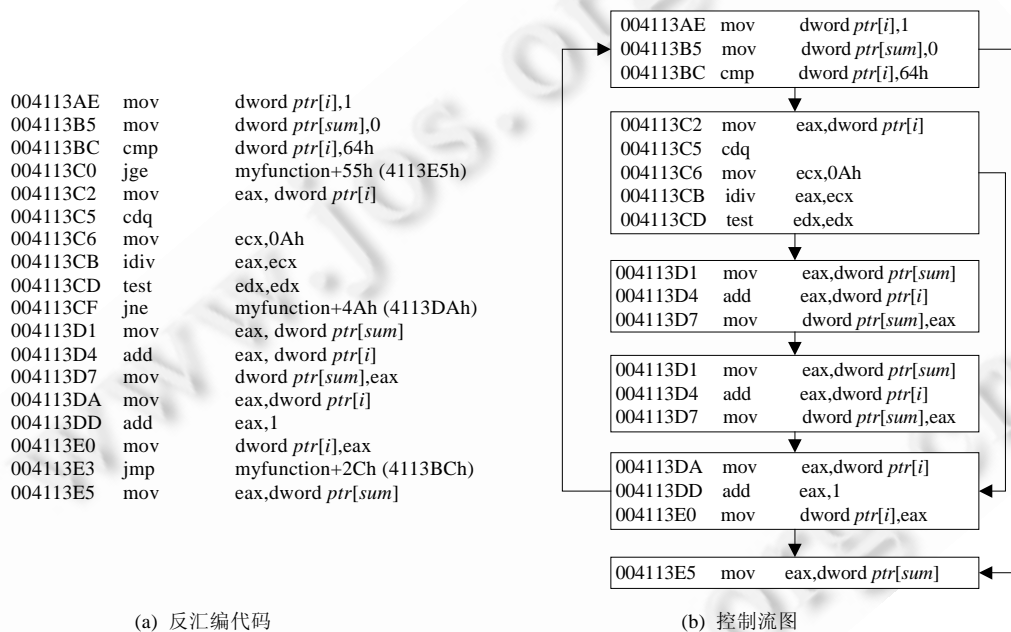 004113AE mov dword ptr[i],1
004113B5 mov dword ptr[sum],0
004113BC cmp dword ptr[i],64h
004113C0 jge myfunction+55h (4113E5h)
004113C2 mov eax, dword ptr[i]
004113C5 cdq
004113C6 mov ecx,0Ah
004113CB idiv eax,ecx
004113CD test edx,edx
004113CF jne myfunction+4Ah (4113DAh)
004113D1 mov eax, dword ptr[sum]
004113D4 add eax, dword ptr[i]
004113D7 mov dword ptr[sum],eax
004113DA mov eax,dword ptr[i]
004113DD add eax,1
004113E0 mov dword ptr[i],eax
004113E3 jmp myfunction+2Ch (4113BCh)
004113E5 mov eax,dword ptr[sum]
(a) 反汇编代码
004113AE mov dword ptr[i],1
004113B5 mov dword ptr[sum],0
004113BC cmp dword ptr[i],64h
004113C2 mov eax,dword ptr[i]
004113C5 cdq
004113C6 mov ecx,0Ah
004113CB idiv eax,ecx
004113CD test edx,edx
004113D1 mov eax,dword ptr[sum]
004113D4 add eax,dword ptr[i]
004113D7 mov dword ptr[sum],eax
004113D1 mov eax,dword ptr[sum]
004113D4 add eax,dword ptr[i]
004113D7 mov dword ptr[sum],eax
004113DA mov eax,dword ptr[i]
004113DD add eax,1
004113E0 mov dword ptr[i],eax
004113E5 mov eax,dword ptr[sum]
(b) 控制流图
www.jos.org